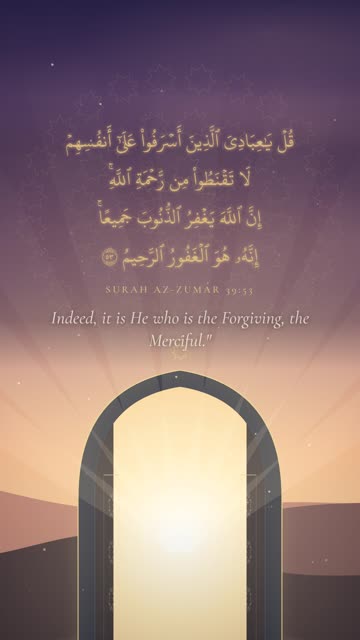 قُلْ يَـٰعِبَادِىَ ٱلَّذِينَ أَسْرَفُوا۟ عَلَىٰٓ أَنفُسِهِمْ
لَا تَقْنَطُوا۟ مِن رَّحْمَةِ ٱللَّهِ ۚ
إِنَّ ٱللَّهَ يَغْفِرُ ٱلذُّنُوبَ جَمِيعًا ۚ
إِنَّهُۥ هُوَ ٱلْغَفُورُ ٱلرَّحِيمُ ۝٥٣
SURAH AZ-ZUMAR 39:53
Indeed, it is He who is the Forgiving, the
Merciful."